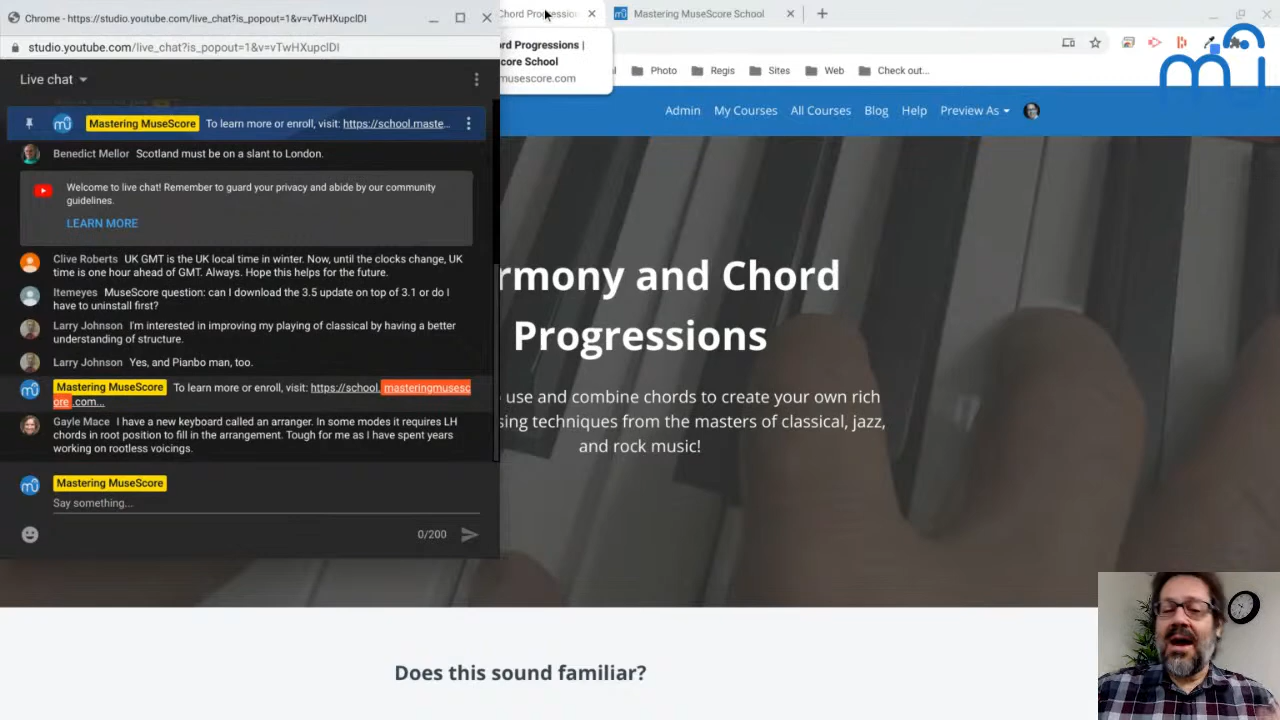 Chrome - https://studio.youtube.com/live_chat?is_popout=1&v=vTwHXupclDI
studio.youtube.com/live_chat?is_popout=1&v=vTwHXupclDI
Live chat
Mastering MuseScore To learn more or enroll, visit: https://school.maste...
Benedict Mellor Scotland must be on a slant to London.
Welcome to live chat! Remember to guard your privacy and abide by our community
guidelines.
LEARN MORE
Clive Roberts UK GMT is the UK local time in winter. Now, until the clocks change, UK
time is one hour ahead of GMT. Always. Hope this helps for the future.
Itemeyes MuseScore question: can I download the 3.5 update on top of 3.1 or do I
have to uninstall first?
Larry Johnson I'm interested in improving my playing of classical by having a better
understanding of structure.
Larry Johnson Yes, and Pianbo man, too.
Mastering MuseScore To learn more or enroll, visit: https://school.masteringmusesc
ore.com...
Gayle Mace I have a new keyboard called an arranger. In some modes it requires LH
chords in root position to fill in the arrangement. Tough for me as I have spent years
working on rootless voicings.
Mastering MuseScore
Say something...
0/200
Chord Progressio
Mastering MuseScore School
rd Progressions |
core School
musescore.com
Photo Regis Sites Web Check out...
Admin My Courses All Courses Blog Help Preview As
rmony and Chord
Progressions
use and combine chords to create your own rich
sing techniques from the masters of classical, jazz,
and rock music!
Does this sound familiar?